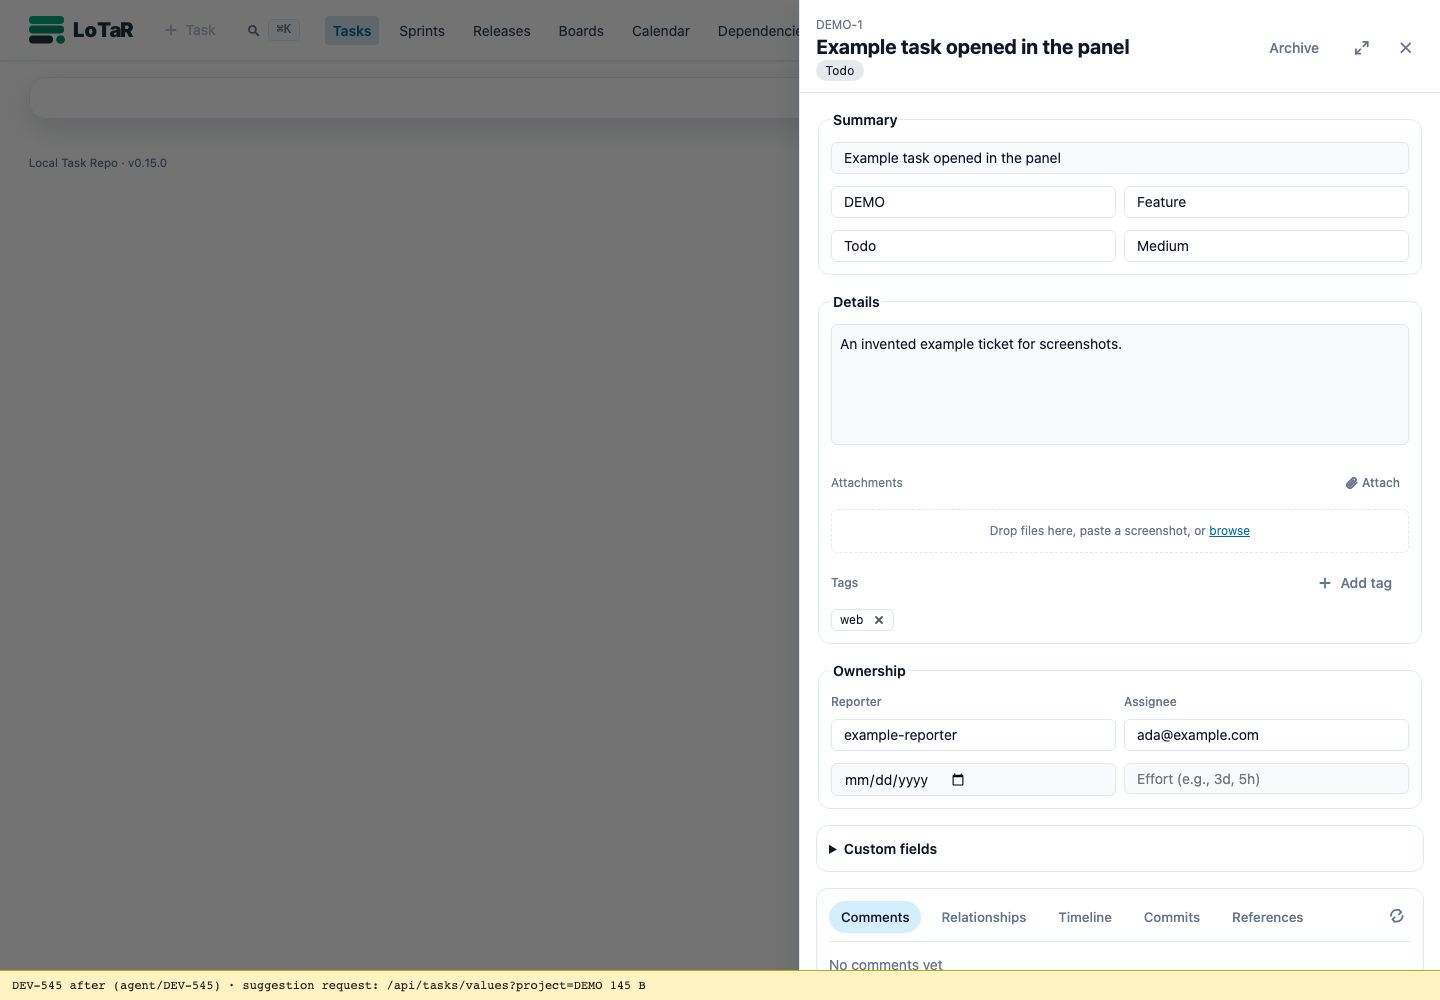 LoTaR
Task
⌘K
Tasks
Sprints
Releases
Boards
Calendar
Dependencie
Local Task Repo · v0.15.0
DEMO-1
Example task opened in the panel
Todo
Archive
Summary
Example task opened in the panel
DEMO
Feature
Todo
Medium
Details
An invented example ticket for screenshots.
Attachments
Attach
Drop files here, paste a screenshot, or browse
Tags
Add tag
web
Ownership
Reporter
Assignee
example-reporter
ada@example.com
mm/dd/yyyy
Effort (e.g., 3d, 5h)
Custom fields
Comments
Relationships
Timeline
Commits
References
No comments yet
DEV-545 after (agent/DEV-545) · suggestion request: /api/tasks/values?project=DEMO 145 B